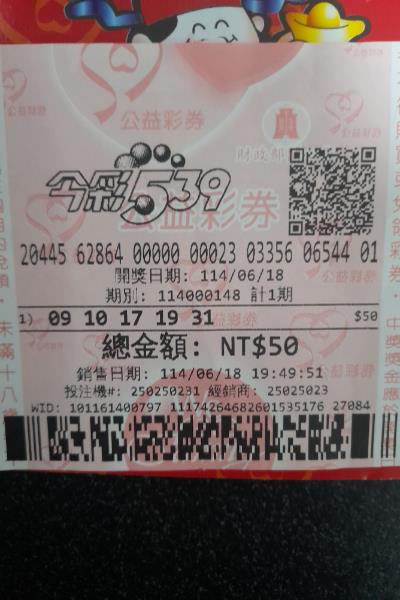 公益彩券
財政部
今彩539
公益彩券
20445 62864 00000 00023 03356 06544 01
開獎日期: 114/06/18
期別: 114000148 計1期
1) 09 10 17 19 31 $50
總金額: NT$50
銷售日期: 114/06/18 19:49:51
投注機#: 250250231 經銷商: 25025023
WID: 101161400797 11174264682601535176 27084